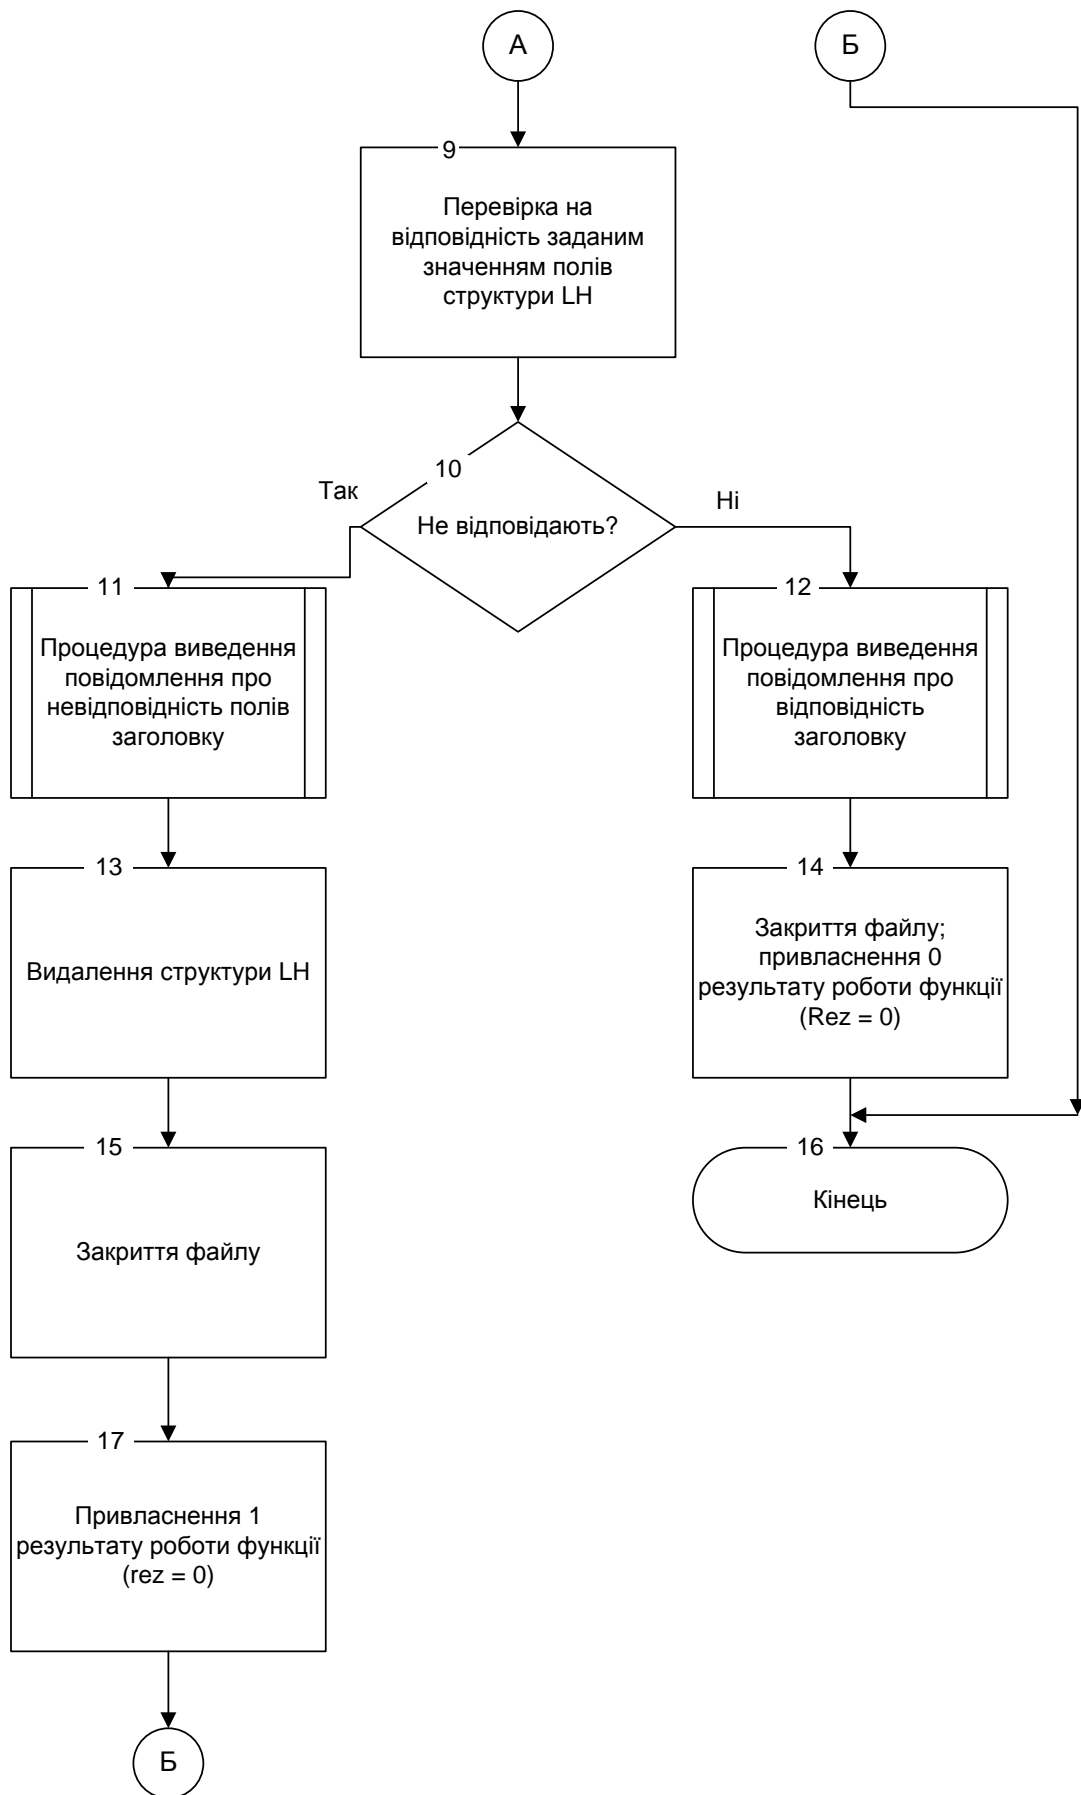 А
Б
9
Перевірка на
відповідність заданим
значенням полів
структури LH
10
Так
Ні
Не відповідають?
11
Процедура виведення
повідомлення про
невідповідність полів
заголовку
12
Процедура виведення
повідомлення про
відповідність
заголовку
13
Видалення структури LH
14
Закриття файлу;
привласнення 0
результату роботи функції
(Rez = 0)
15
Закриття файлу
16
Кінець
17
Привласнення 1
результату роботи функції
(rez = 0)
Б